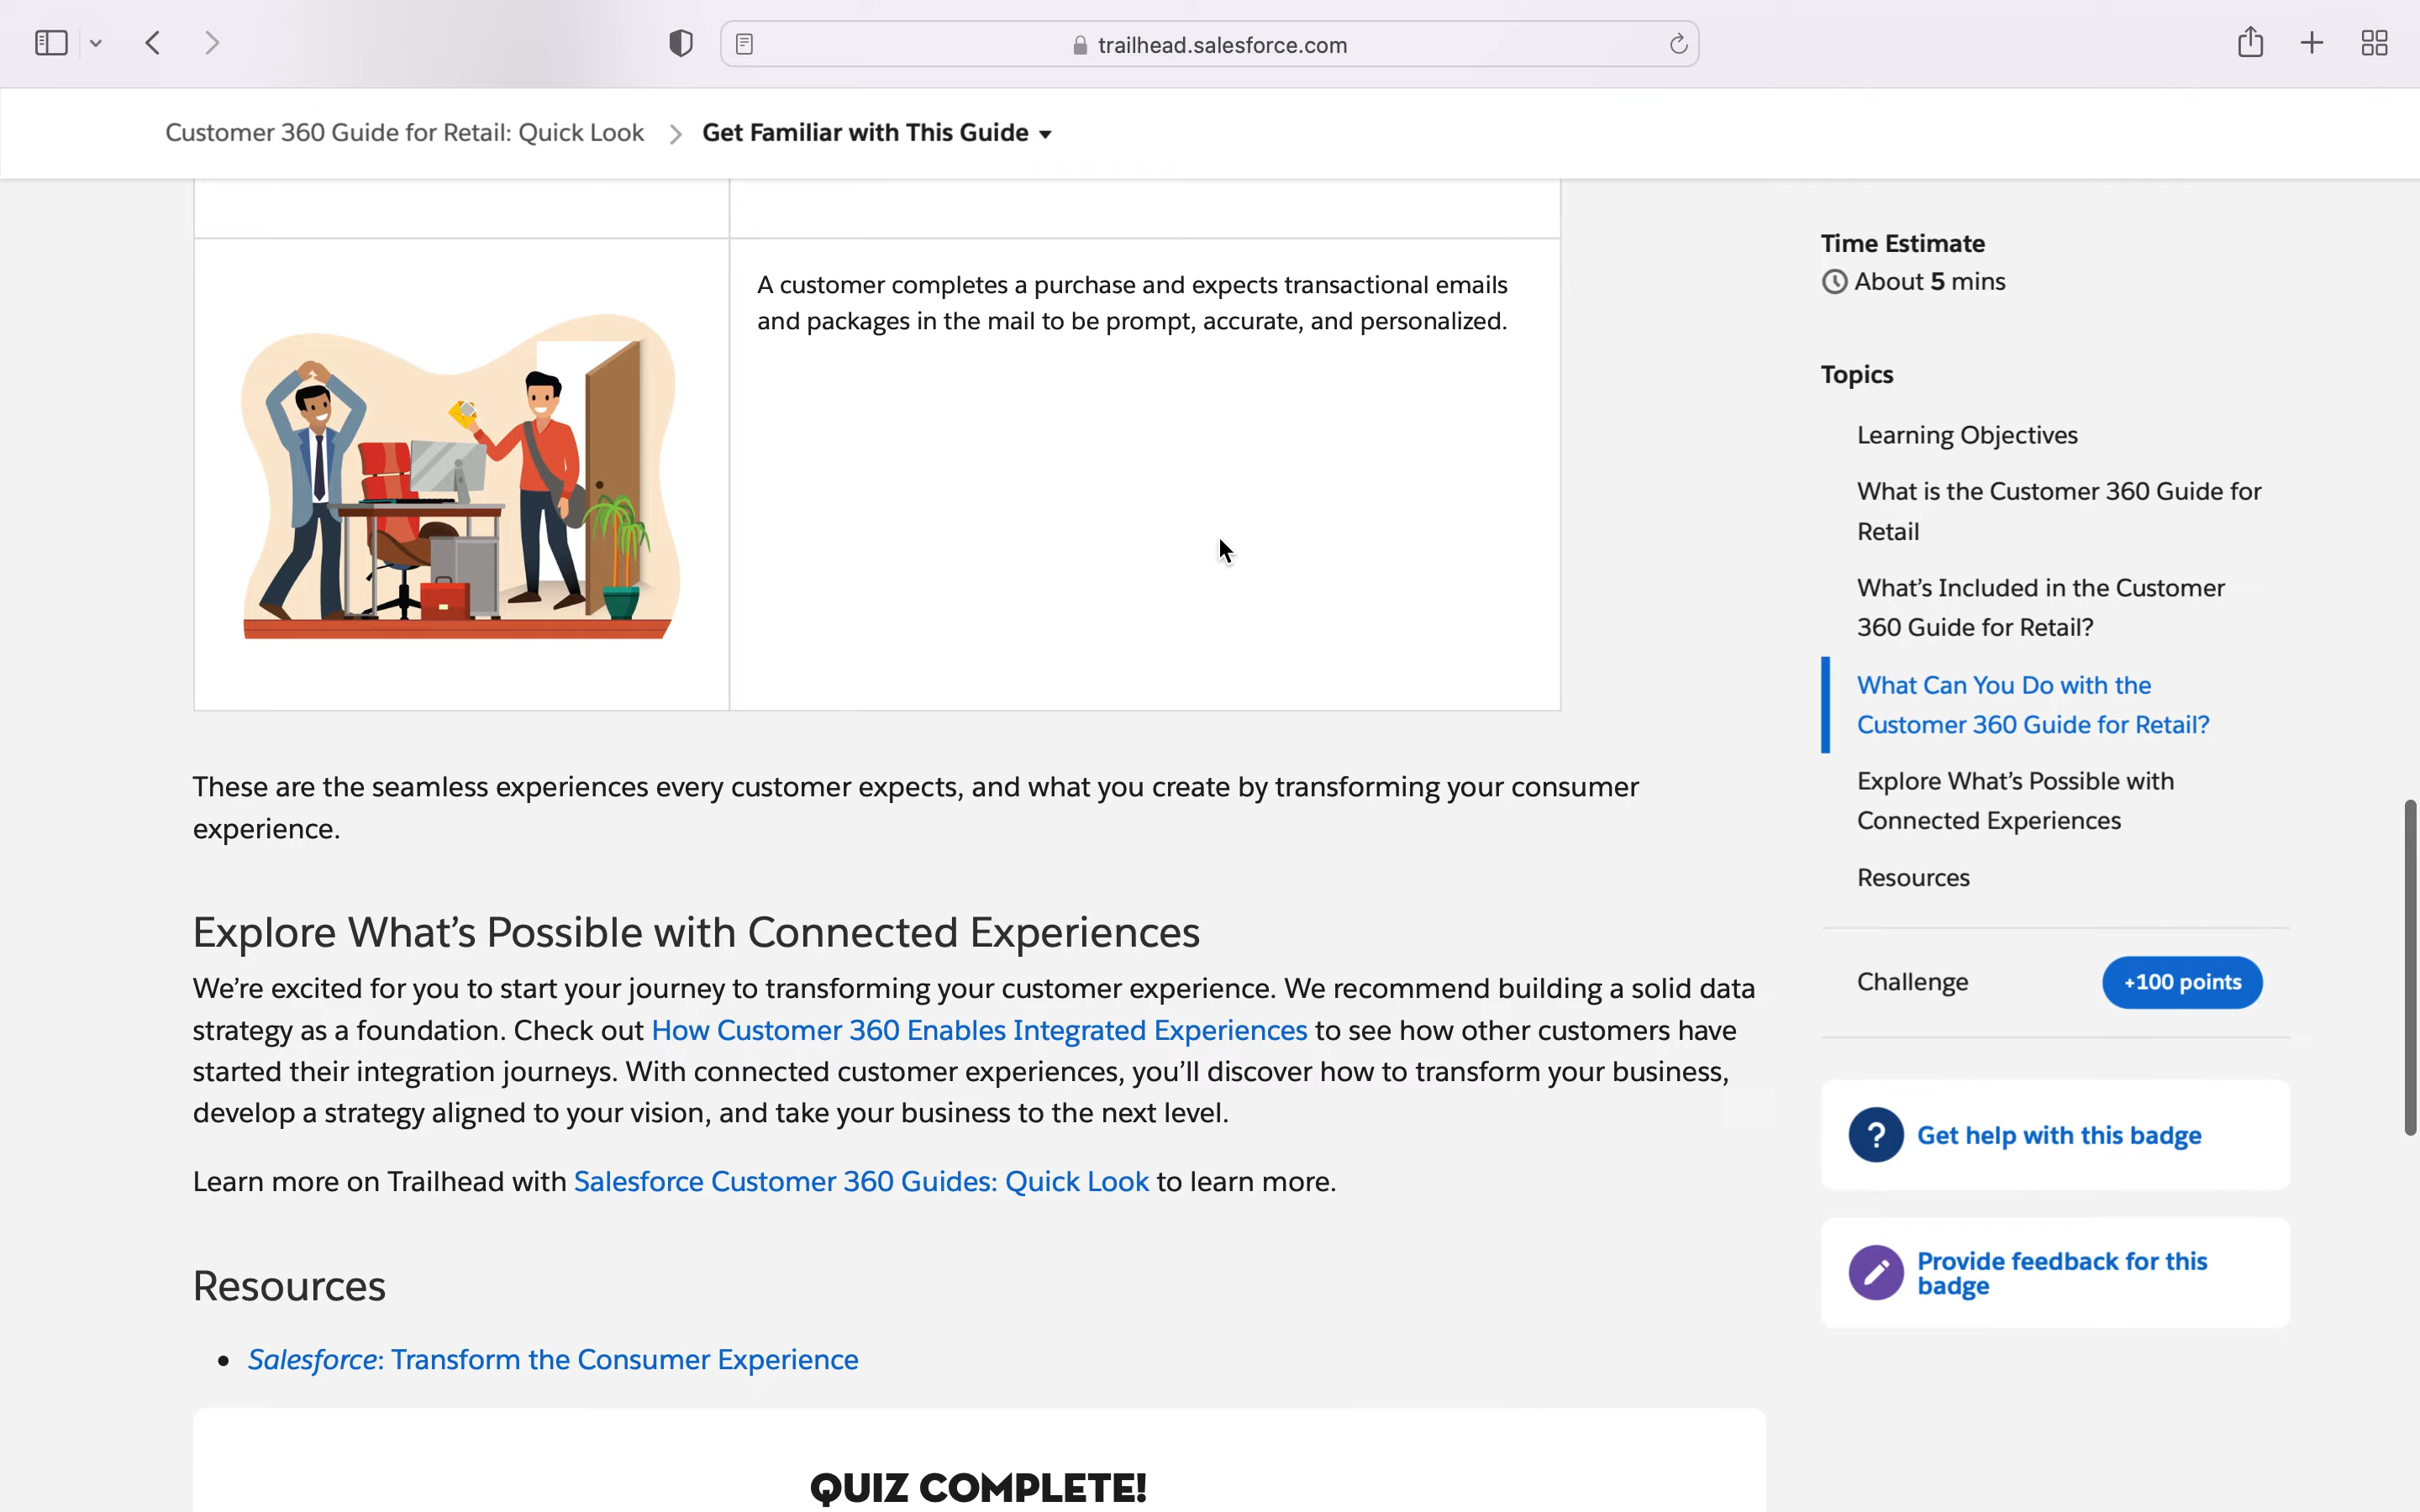 trailhead.salesforce.com
Customer 360 Guide for Retail: Quick Look
Get Familiar with This Guide
A customer completes a purchase and expects transactional emails
and packages in the mail to be prompt, accurate, and personalized.
These are the seamless experiences every customer expects, and what you create by transforming your consumer
experience.
Explore What's Possible with Connected Experiences
We're excited for you to start your journey to transforming your customer experience. We recommend building a solid data
strategy as a foundation. Check out How Customer 360 Enables Integrated Experiences to see how other customers have
started their integration journeys. With connected customer experiences, you'll discover how to transform your business,
develop a strategy aligned to your vision, and take your business to the next level.
Learn more on Trailhead with Salesforce Customer 360 Guides: Quick Look to learn more.
Resources
• Salesforce: Transform the Consumer Experience
QUIZ COMPLETE!
Time Estimate
About 5 mins
Topics
Learning Objectives
What is the Customer 360 Guide for
Retail
What's Included in the Customer
360 Guide for Retail?
What Can You Do with the
Customer 360 Guide for Retail?
Explore What's Possible with
Connected Experiences
Resources
Challenge
+100 points
? Get help with this badge
Provide feedback for this
badge